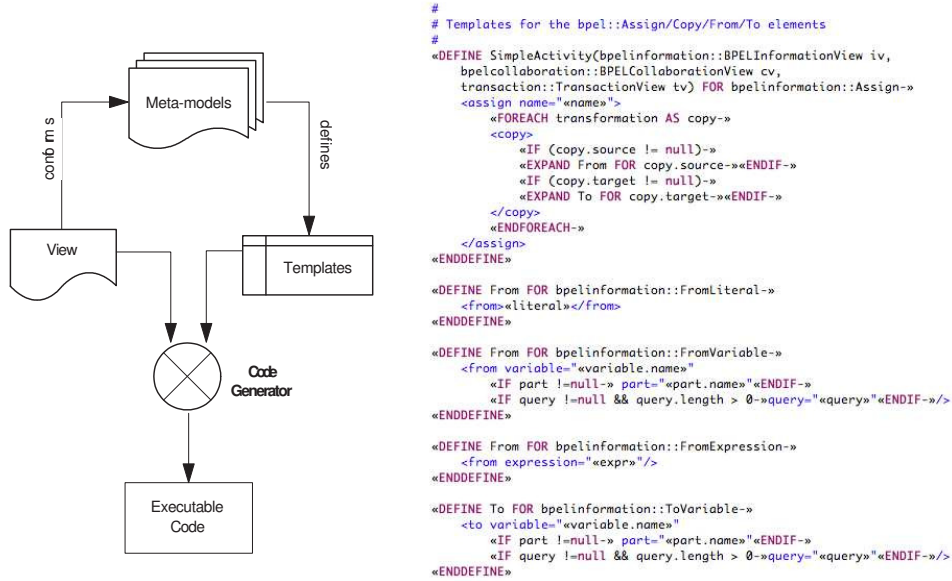 Meta-models
conforms
defines
View
Templates
Code
Generator
Executable
Code
#
# Templates for the bpel::Assign/Copy/From/To elements
#
«DEFINE SimpleActivity(bpelinformation::BPELInformationView iv,
bpelcollaboration::BPELCollaborationView cv,
transaction::TransactionView tv) FOR bpelinformation::Assign-»
<assign name="«name»">
«FOREACH transformation AS copy-»
<copy>
«IF (copy.source != null)-»
«EXPAND From FOR copy.source-»«ENDIF-»
«IF (copy.target != null)-»
«EXPAND To FOR copy.target-»«ENDIF-»
</copy>
«ENDFOREACH-»
</assign>
«ENDDEFINE»
«DEFINE From FOR bpelinformation::FromLiteral-»
<from>«literal»</from>
«ENDDEFINE»
«DEFINE From FOR bpelinformation::FromVariable-»
<from variable="«variable.name»"
«IF part !=null-» part="«part.name»"«ENDIF-»
«IF query !=null && query.length > 0-»query="«query»"«ENDIF-»/>
«ENDDEFINE»
«DEFINE From FOR bpelinformation::FromExpression-»
<from expression="«expr»"/>
«ENDDEFINE»
«DEFINE To FOR bpelinformation::ToVariable-»
<to variable="«variable.name»"
«IF part !=null-» part="«part.name»"«ENDIF-»
«IF query !=null && query.length > 0-»query="«query»"«ENDIF-»/>
«ENDDEFINE»